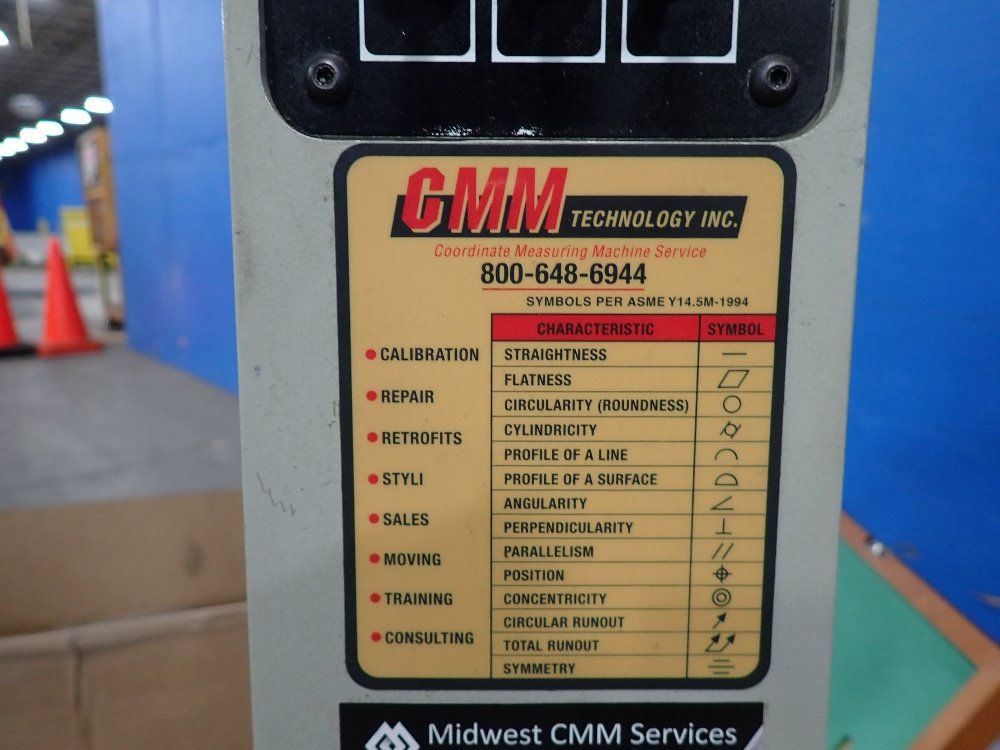 CMM TECHNOLOGY INC.
Coordinate Measuring Machine Service
800-648-6944
SYMBOLS PER ASME Y14.5M-1994
• CALIBRATION
• REPAIR
• RETROFITS
• STYLI
• SALES
• MOVING
• TRAINING
• CONSULTING
CHARACTERISTIC SYMBOL
STRAIGHTNESS
FLATNESS
CIRCULARITY (ROUNDNESS)
CYLINDRICITY
PROFILE OF A LINE
PROFILE OF A SURFACE
ANGULARITY
PERPENDICULARITY
PARALLELISM
POSITION
CONCENTRICITY
CIRCULAR RUNOUT
TOTAL RUNOUT
SYMMETRY
Midwest CMM Services